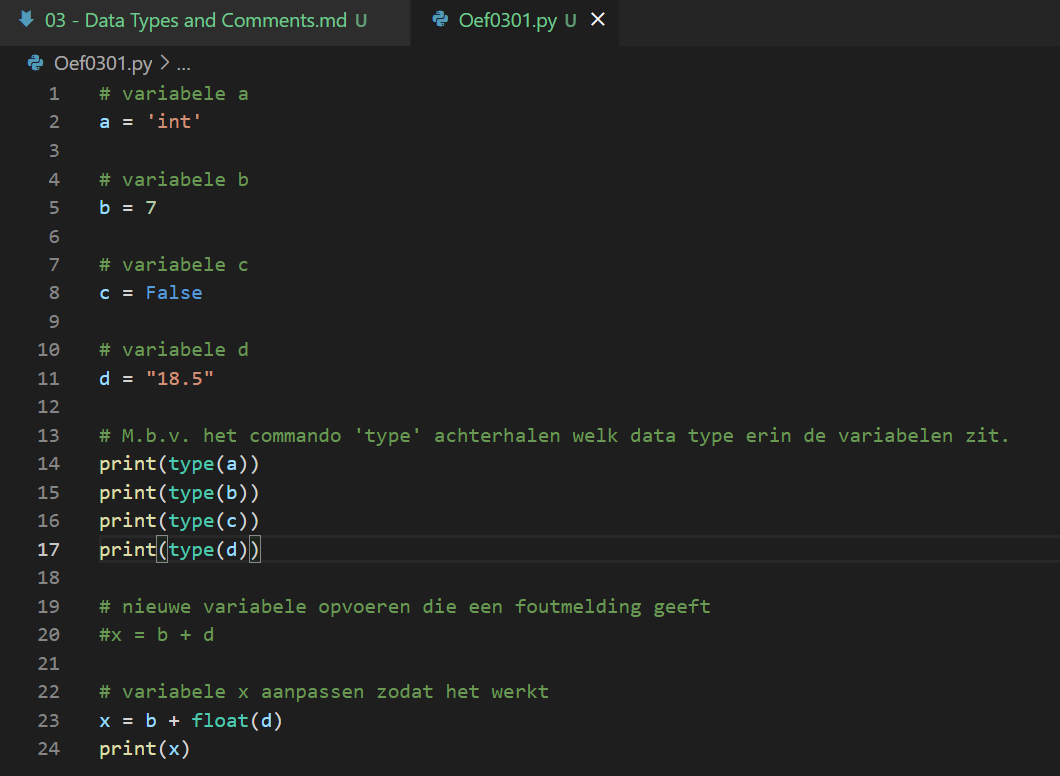 03 - Data Types and Comments.md U
Oef0301.py U
Oef0301.py > ...
1 # variabele a
2 a = 'int'
3
4 # variabele b
5 b = 7
6
7 # variabele c
8 c = False
9
10 # variabele d
11 d = "18.5"
12
13 # M.b.v. het commando 'type' achterhalen welk data type erin de variabelen zit.
14 print(type(a))
15 print(type(b))
16 print(type(c))
17 print(type(d))
18
19 # nieuwe variabele opvoeren die een foutmelding geeft
20 #x = b + d
21
22 # variabele x aanpassen zodat het werkt
23 x = b + float(d)
24 print(x)